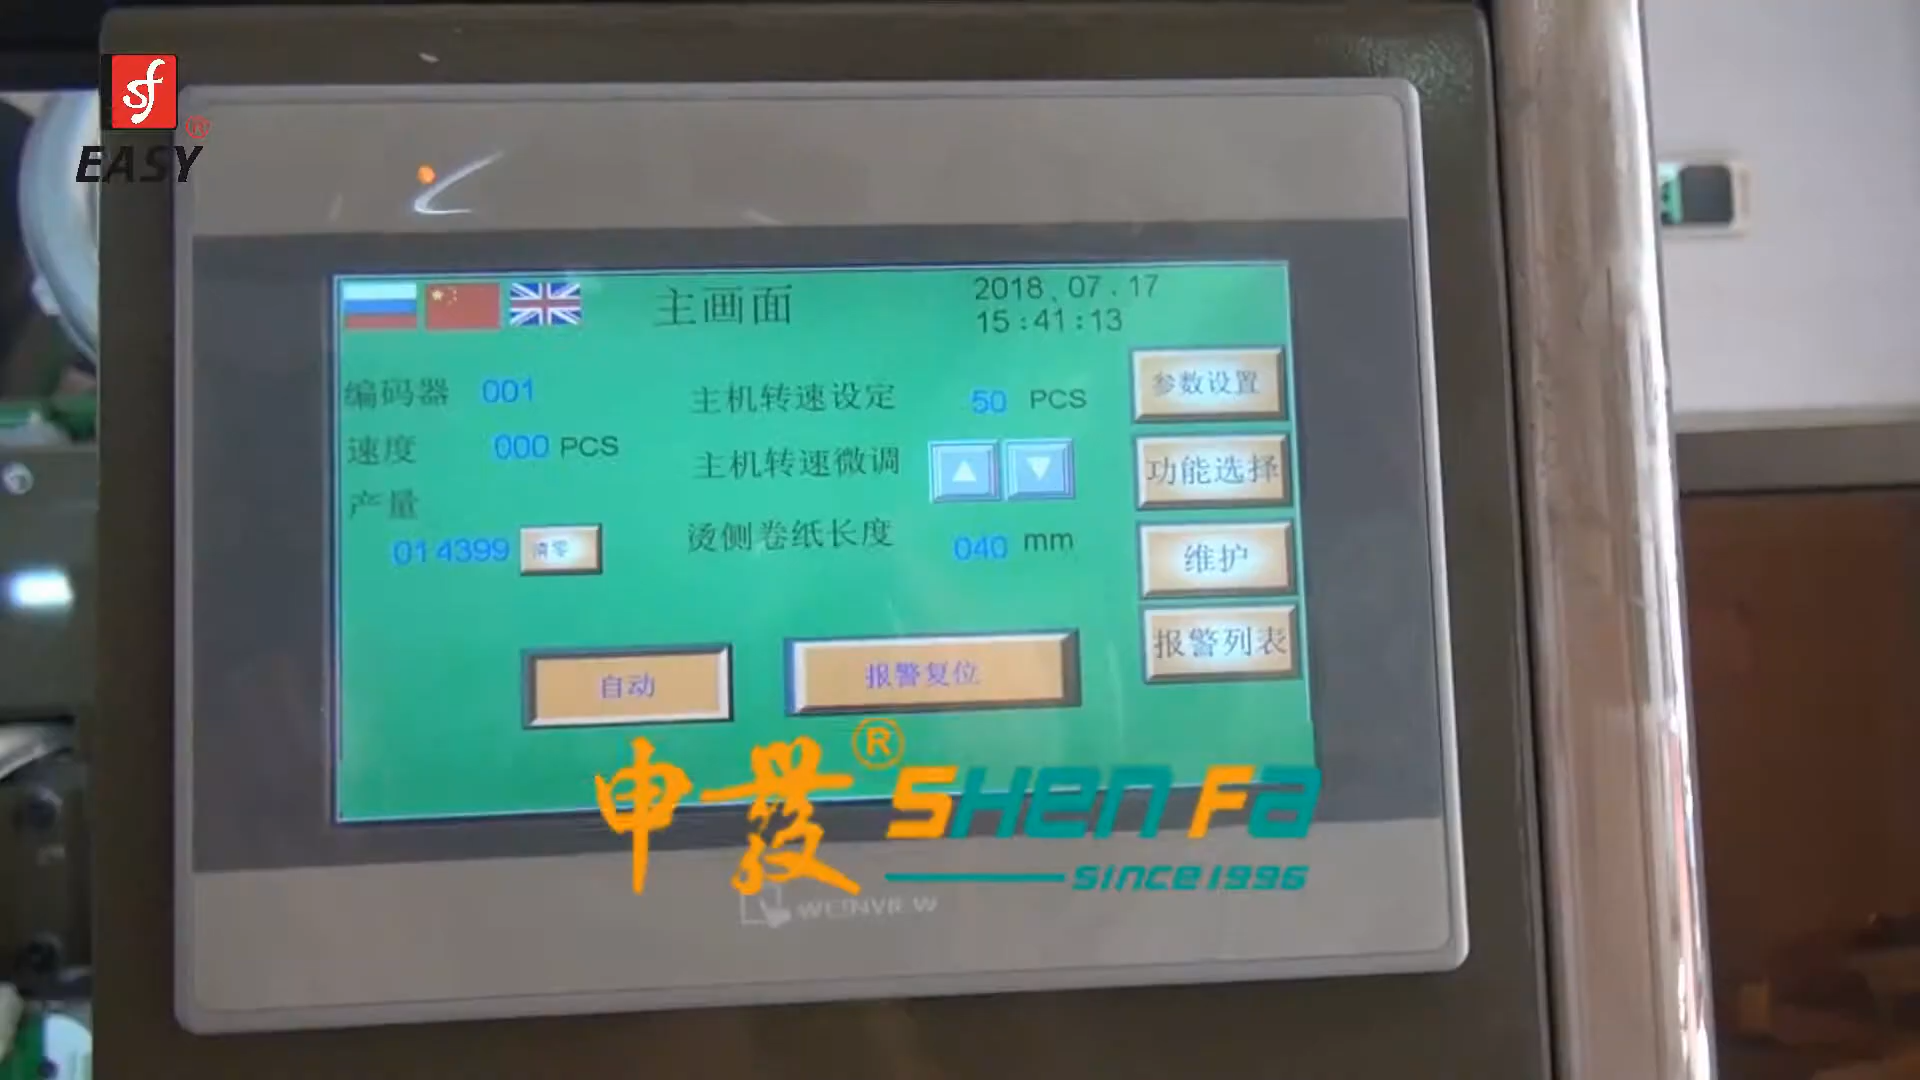 sf
®
EASY
主画面
2018.07.17
15:41:13
编码器 001
主机转速设定 50 PCS
参数设置
速度 000 PCS
主机转速微调
功能选择
产量
014399 清零
烫侧卷纸长度 040 mm
维护
报警列表
自动
报警复位
申發® SHEN FA
SINCE 1996
WEINVIEW